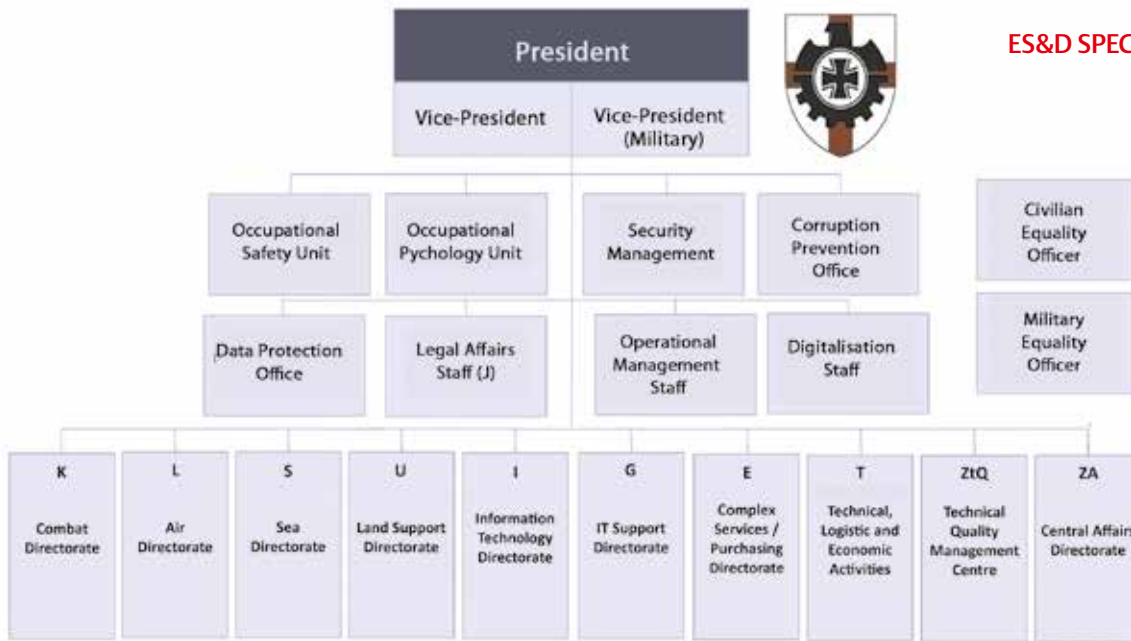 ES&D SPEC
President
Vice-President
Vice-President
(Military)
Occupational
Safety Unit
Occupational
Pychology Unit
Security
Management
Corruption
Prevention
Office
Civilian
Equality
Officer
Data Protection
Office
Legal Affairs
Staff (J)
Operational
Management
Staff
Digitalisation
Staff
Military
Equality
Officer
K
Combat
Directorate
L
Air
Directorate
S
Sea
Directorate
U
Land Support
Directorate
I
Information
Technology
Directorate
G
IT Support
Directorate
E
Complex
Services /
Purchasing
Directorate
T
Technical,
Logistic and
Economic
Activities
ZtQ
Technical
Quality
Management
Centre
ZA
Central Affairs
Directorate